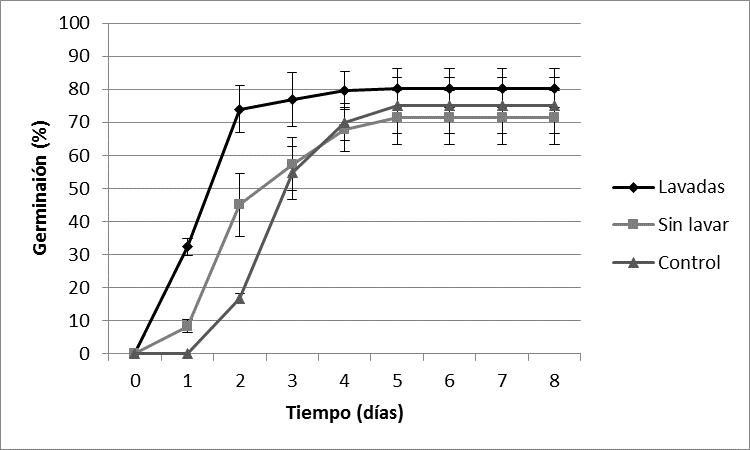 100
90
80
70
60
50
40
30
20
10
0
Germinaión (%)
0 1 2 3 4 5 6 7 8
Tiempo (días)
Lavadas
Sin lavar
Control